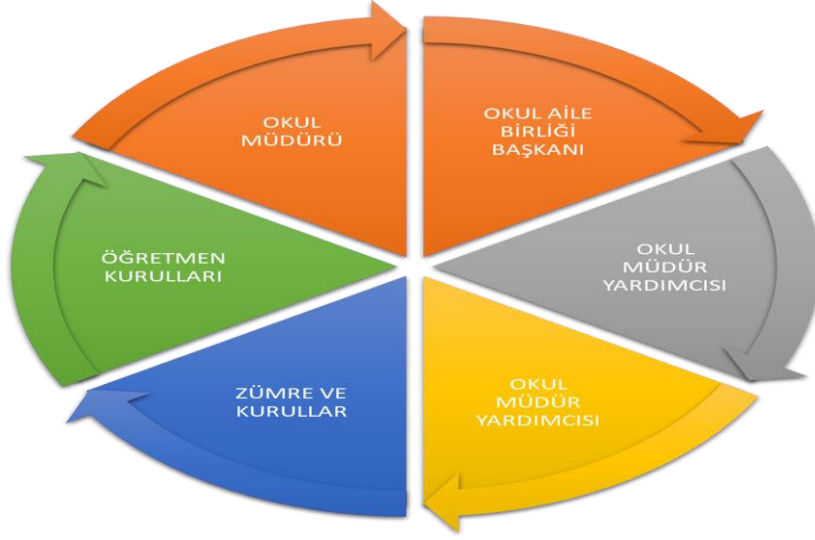 OKUL
MÜDÜRÜ
OKUL AİLE
BİRLİĞİ
BAŞKANI
OKUL
MÜDÜR
YARDIMCISI
OKUL
MÜDÜR
YARDIMCISI
ZÜMRE VE
KURULLAR
ÖĞRETMEN
KURULLARI